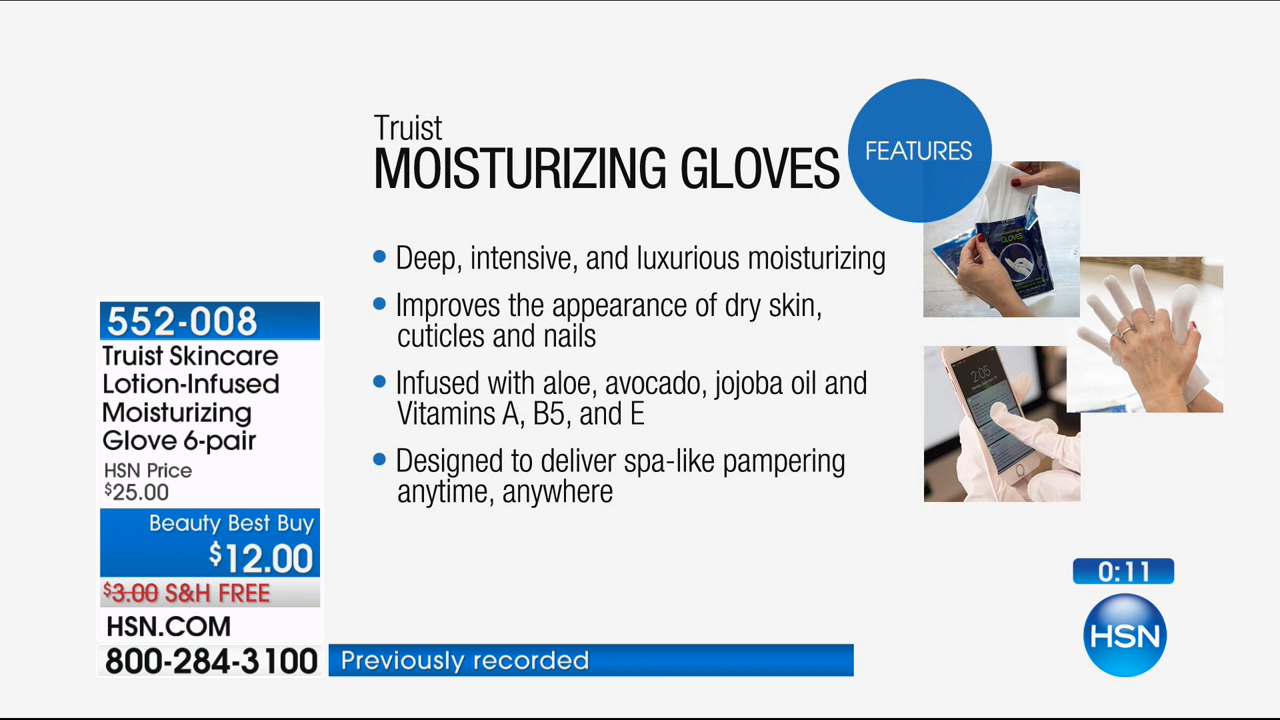 Truist
MOISTURIZING GLOVES
FEATURES
• Deep, intensive, and luxurious moisturizing
• Improves the appearance of dry skin,
cuticles and nails
• Infused with aloe, avocado, jojoba oil and
Vitamins A, B5, and E
• Designed to deliver spa-like pampering
anytime, anywhere
GLOVES
2:05
552-008
Truist Skincare
Lotion-Infused
Moisturizing
Glove 6-pair
HSN Price
$25.00
Beauty Best Buy
$12.00
$3.00 S&H FREE
HSN.COM
800-284-3100
Previously recorded
0:11
HSN